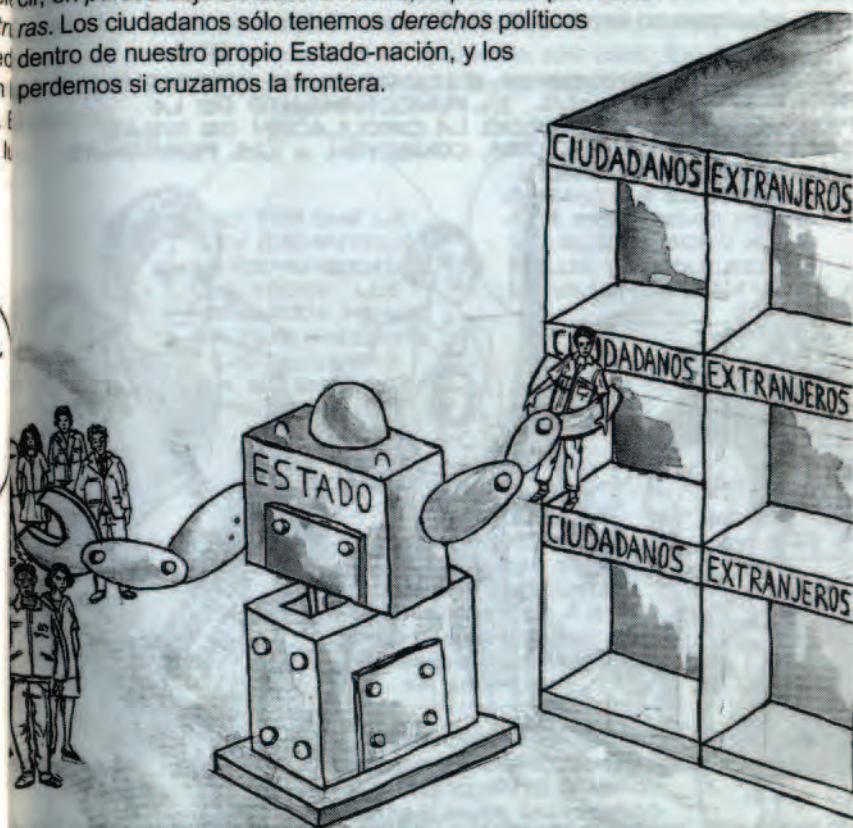 ras. Los ciudadanos sólo tenemos derechos políticos
dentro de nuestro propio Estado-nación, y los
perdemos si cruzamos la frontera.
CIUDADANOS EXTRANJEROS
CIUDADANOS EXTRANJEROS
ESTADO
CIUDADANOS EXTRANJEROS